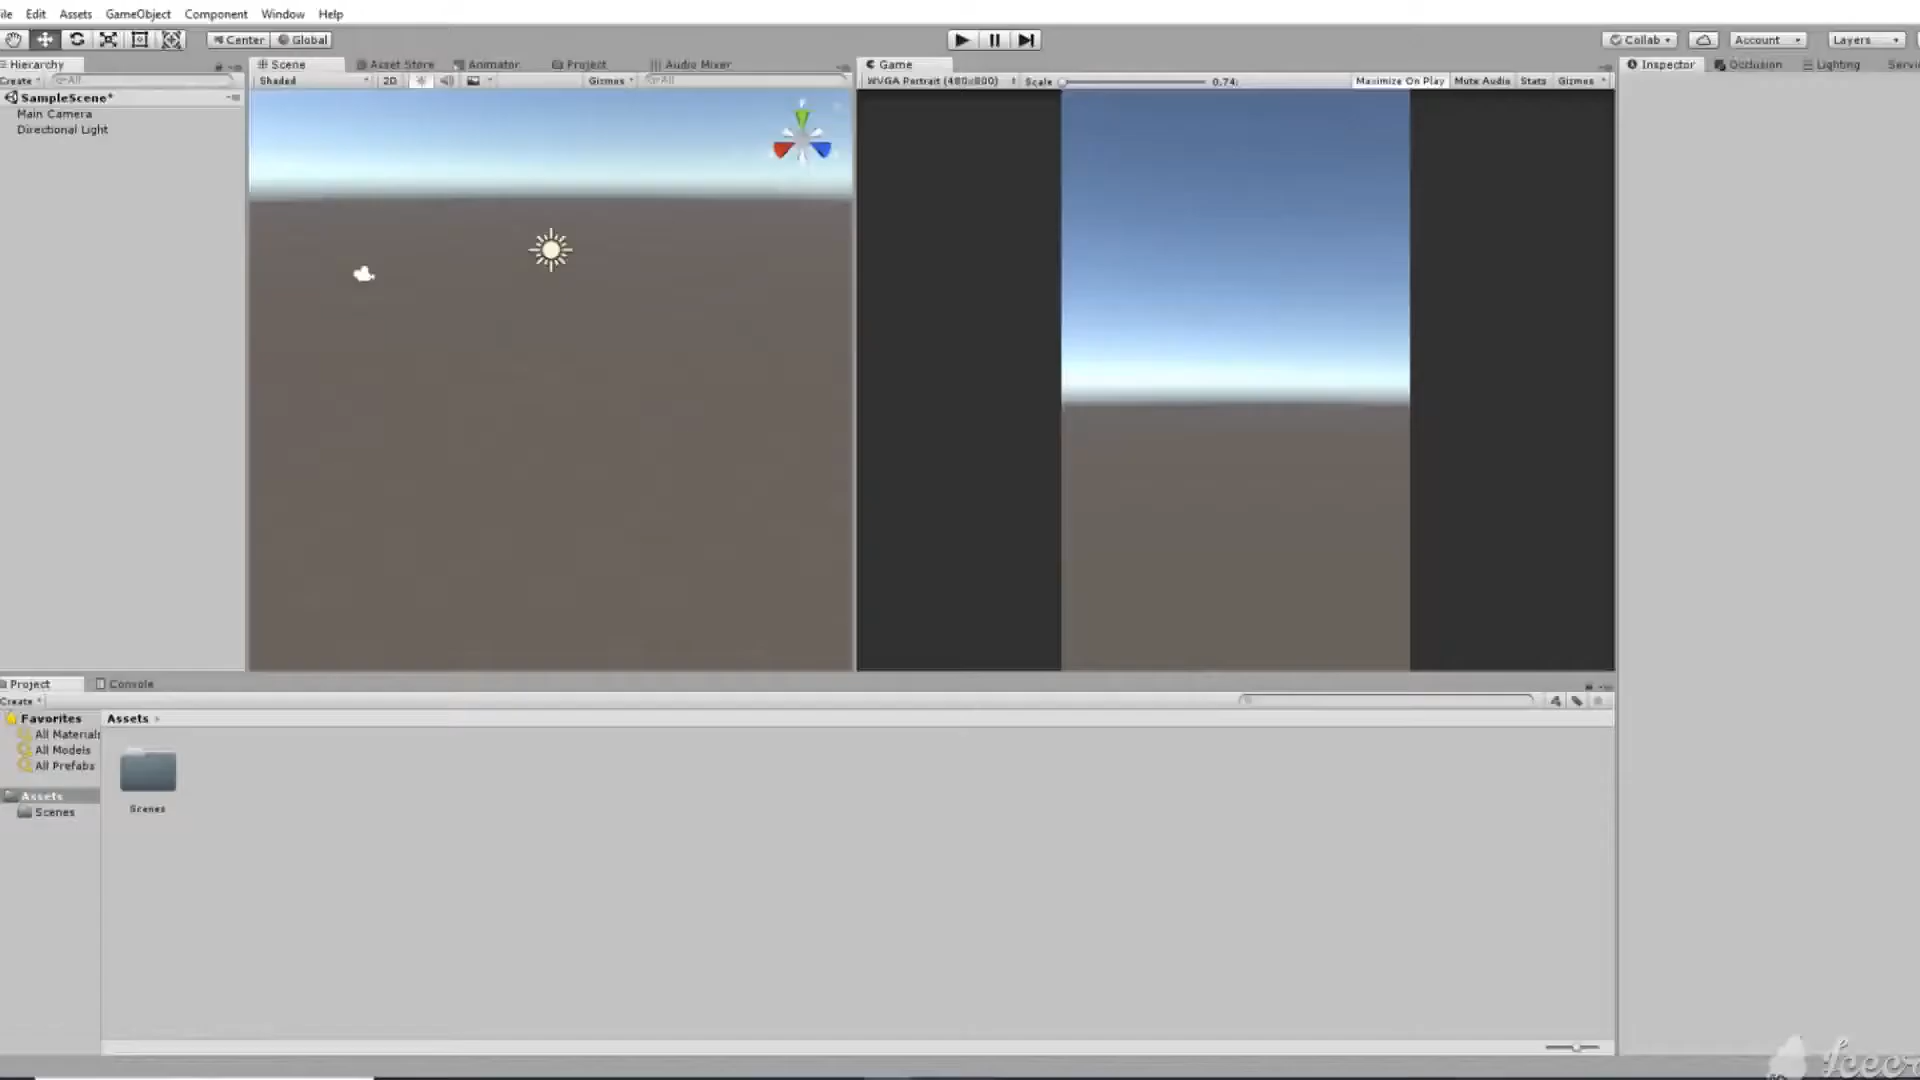 Edit Assets GameObject Component Window Help
Center Global Collab Account Layers
Hierarchy Scene Asset Store Animator Project Audio Mixer Game Inspector Occlusion Lighting
Create All Shaded 2D Gizmos All WVGA Portrait (480x800) Scale 0.74 Maximize On Play Mute Audio Stats Gizmos
SampleScene*
Main Camera
Directional Light
Project Console
Create
Favorites Assets
All Materials
All Models
All Prefabs
Assets
Scenes Scenes